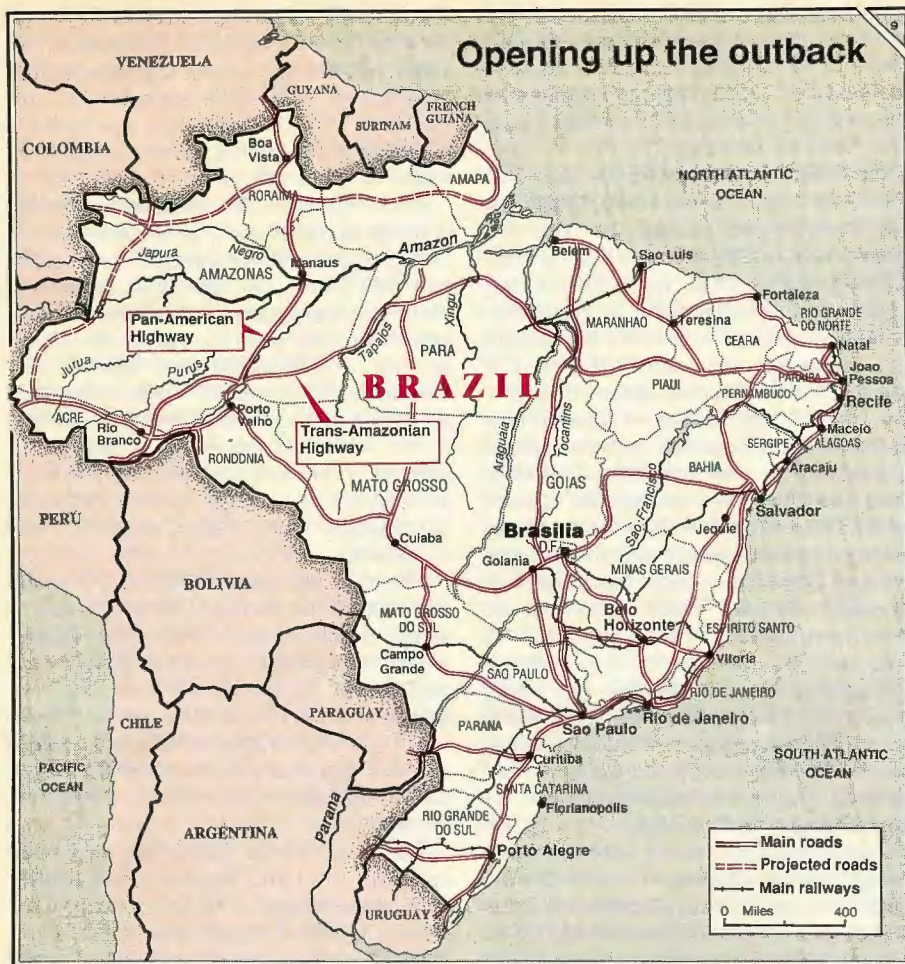 9
Opening up the outback
VENEZUELA
GUYANA
SURINAM
FRENCH
GUIANA
COLOMBIA
Boa
Vista
RORAIMA
AMAPA
NORTH ATLANTIC
OCEAN
Japura
Negro
Amazon
AMAZONAS
Manaus
Belem
Sao Luis
Pan-American
Highway
Tapajos
Xingu
PARA
MARANHAO
Teresina
Fortaleza
RIO GRANDE
DO NORTE
CEARA
Natal
Jurua
Purus
BRAZIL
PIAUI
PARAIBA
Joao
Pessoa
PERNAMBUCO
Recife
ACRE
Rio
Branco
Porto
Velho
Trans-Amazonian
Highway
Araguaia
Tocantins
Maceio
SERGIPE
ALAGOAS
Aracaju
RONDONIA
MATO GROSSO
GOIAS
Sao Francisco
BAHIA
Salvador
PERU
Jequie
Cuiaba
Brasilia
D.F.
Goiania
BOLIVIA
MINAS GERAIS
MATO GROSSO
DO SUL
Belo
Horizonte
ESPIRITO SANTO
Campo
Grande
SAO PAULO
Vitoria
RIO DE JANEIRO
PARAGUAY
CHILE
PARANA
Sao Paulo
Rio de Janeiro
PACIFIC
OCEAN
Curitiba
SOUTH ATLANTIC
OCEAN
SANTA CATARINA
Florianopolis
Parana
RIO GRANDE
DO SUL
ARGENTINA
Porto Alegre
URUGUAY
Main roads
Projected roads
Main railways
0 Miles 400